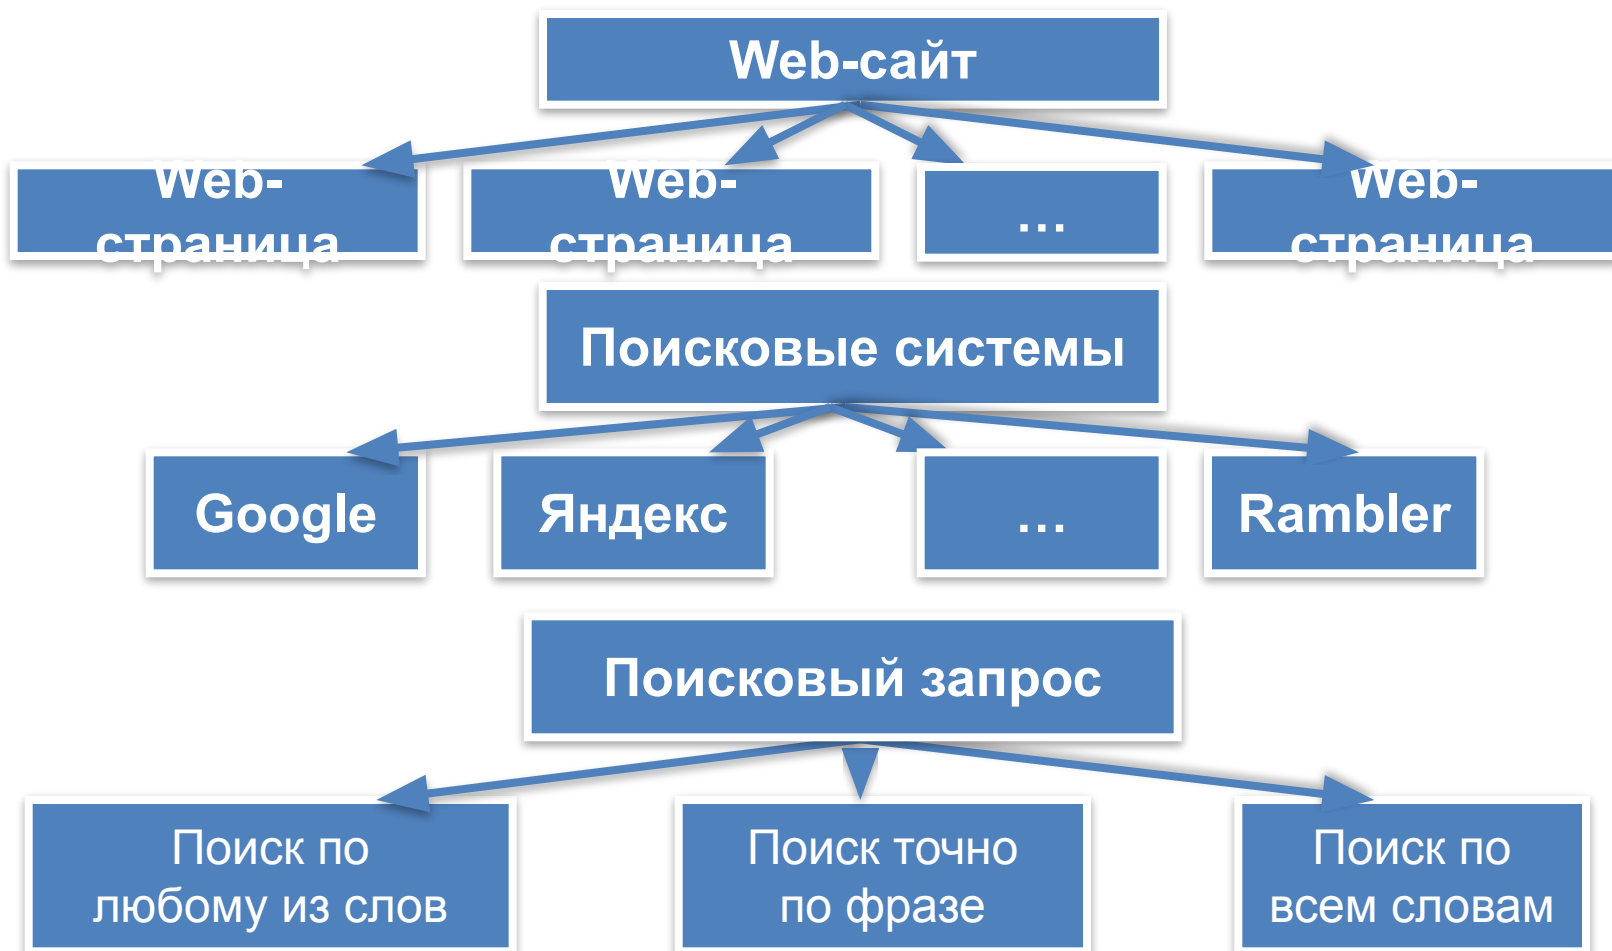 Web-сайт
Web-
страница
Web-
страница
…
Web-
страница
Поисковые системы
Google
Яндекс
…
Rambler
Поисковый запрос
Поиск по
любому из слов
Поиск точно
по фразе
Поиск по
всем словам